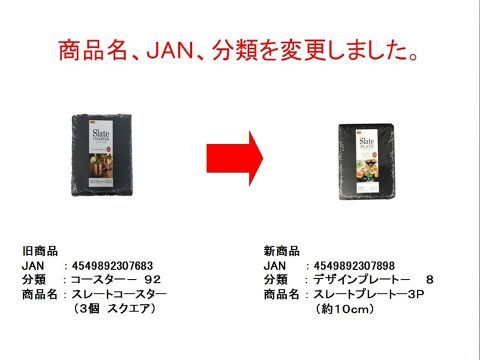 商品名、JAN、分類を変更しました。
Slate
COASTER
Slate
PLATE
旧商品
JAN : 4549892307683
分類 : コースター－ 92
商品名 : スレートコースター
(3個 スクエア)
新商品
JAN : 4549892307898
分類 : デザインプレート－ 8
商品名 : スレートプレート－3P
(約10cm)